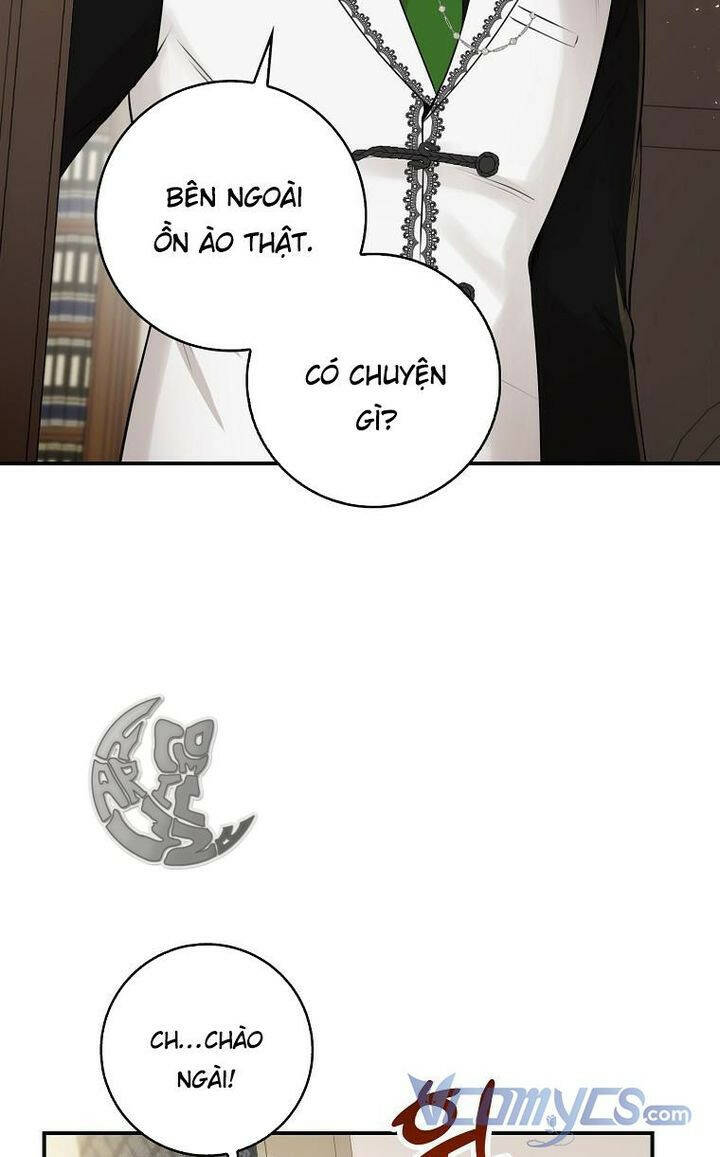 BÊN NGOÀI
ỒN ÀO THẬT.
CÓ CHUYỆN
GÌ?
CH...CHÀO
NGÀI!
VCOMYCS.com